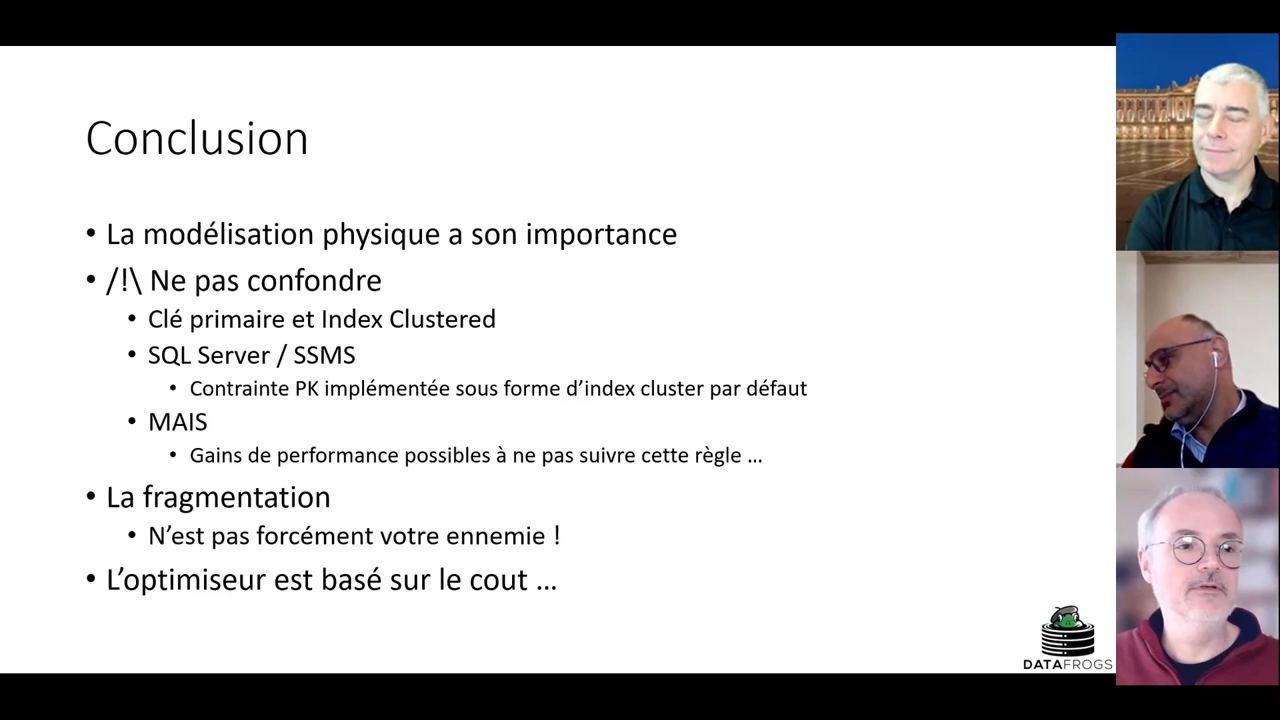 Conclusion
• La modélisation physique a son importance
• /!\ Ne pas confondre
• Clé primaire et Index Clustered
• SQL Server / SSMS
• Contrainte PK implémentée sous forme d’index cluster par défaut
• MAIS
• Gains de performance possibles à ne pas suivre cette règle …
• La fragmentation
• N’est pas forcément votre ennemie !
• L’optimiseur est basé sur le cout …
DATAFROGS